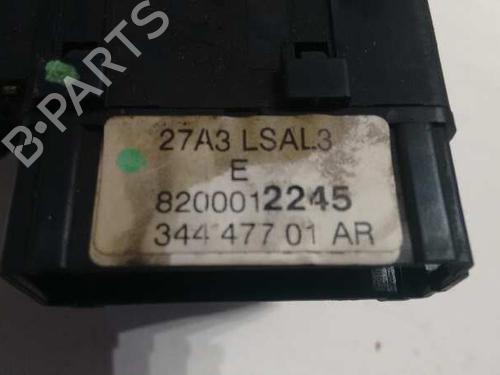 B-PARTS
27A3 LSAL3
E
8200012245
344 477 01 AR